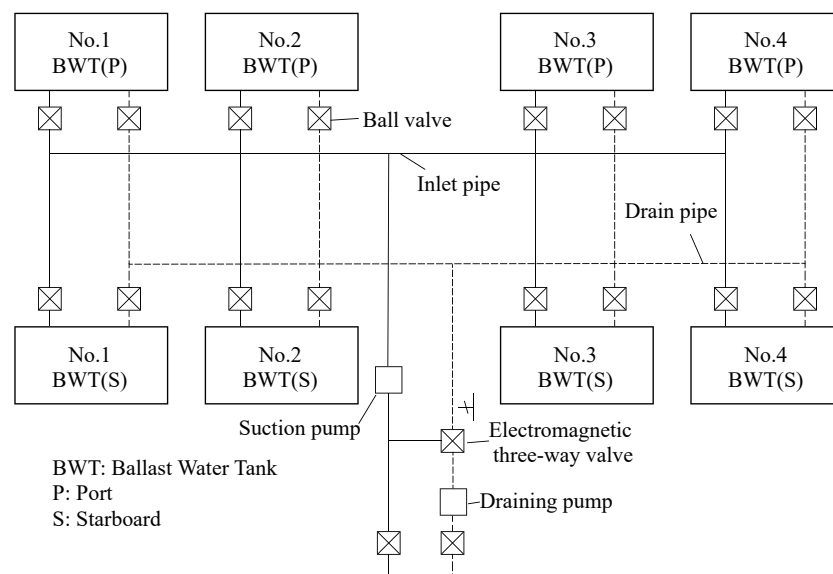 No.1
BWT(P)
No.2
BWT(P)
No.3
BWT(P)
No.4
BWT(P)
Ball valve
Inlet pipe
Drain pipe
No.1
BWT(S)
No.2
BWT(S)
No.3
BWT(S)
No.4
BWT(S)
Suction pump
Electromagnetic
three-way valve
BWT: Ballast Water Tank
P: Port
S: Starboard
Draining pump